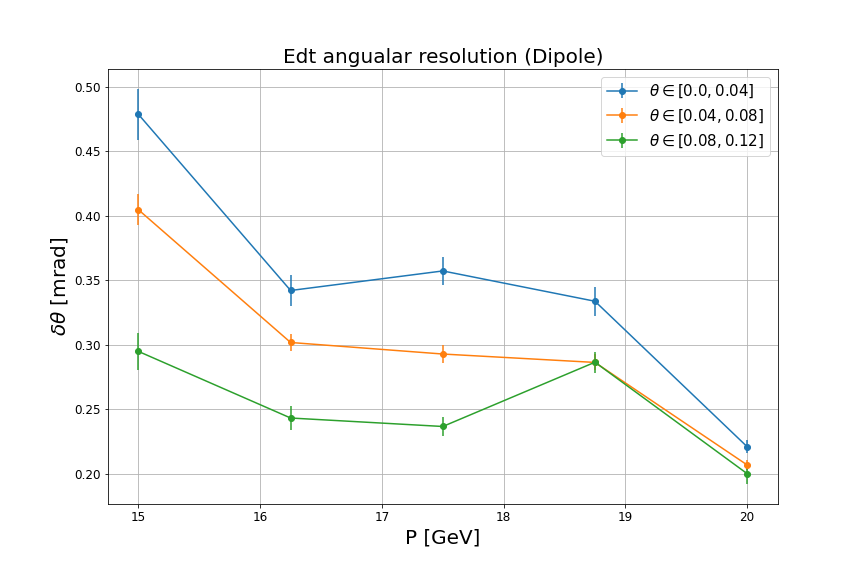 Edt angualar resolution (Dipole)
θ ∈ [0.0, 0.04]
θ ∈ [0.04, 0.08]
θ ∈ [0.08, 0.12]
δθ [mrad]
0.50
0.45
0.40
0.35
0.30
0.25
0.20
15 16 17 18 19 20
P [GeV]